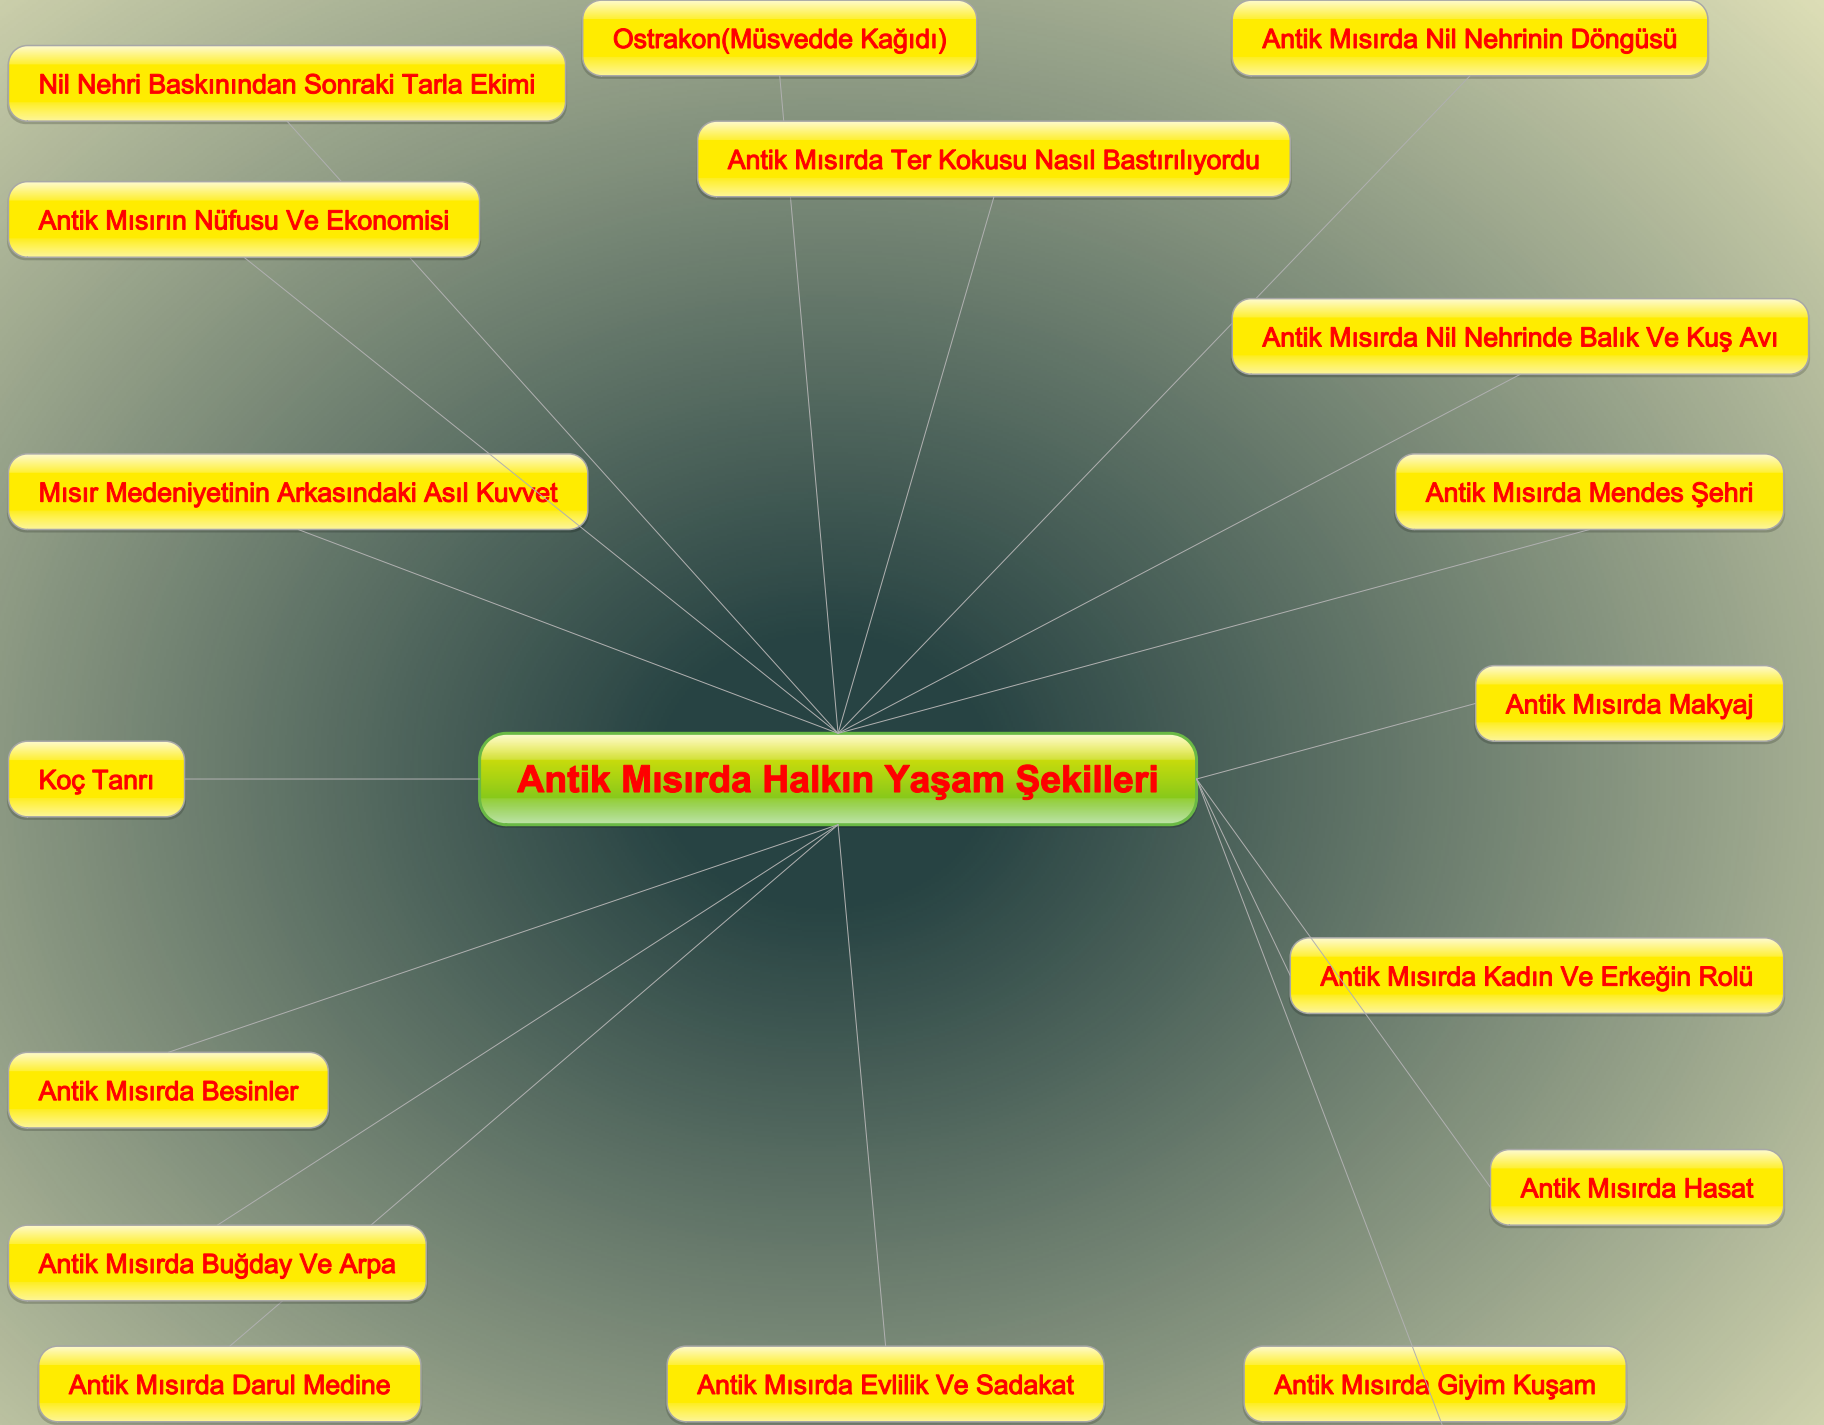 Ostrakon(Müsvedde Kağıdı)
Antik Mısırda Nil Nehrinin Döngüsü
Nil Nehri Baskınından Sonraki Tarla Ekimi
Antik Mısırda Ter Kokusu Nasıl Bastırılıyordu
Antik Mısırın Nüfusu Ve Ekonomisi
Antik Mısırda Nil Nehrinde Balık Ve Kuş Avı
Mısır Medeniyetinin Arkasındaki Asıl Kuvvet
Antik Mısırda Mendes Şehri
Antik Mısırda Makyaj
Koç Tanrı
Antik Mısırda Halkın Yaşam Şekilleri
Antik Mısırda Kadın Ve Erkeğin Rolü
Antik Mısırda Besinler
Antik Mısırda Hasat
Antik Mısırda Buğday Ve Arpa
Antik Mısırda Darul Medine
Antik Mısırda Evlilik Ve Sadakat
Antik Mısırda Giyim Kuşam